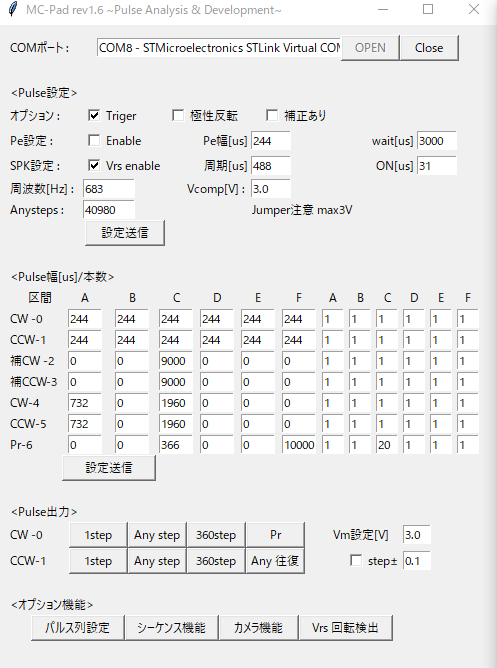 MC-Pad rev1.6 ~Pulse Analysis & Development~
COMポート : COM8 - STMicroelectronics STLink Virtual COM OPEN Close
<Pulse設定>
オプション : Triger 極性反転 補正あり
Pe設定 : Enable Pe幅[us] 244 wait[us] 3000
SPK設定 : Vrs enable 周期[us] 488 ON[us] 31
周波数[Hz] : 683 Vcomp[V] : 3.0
Anysteps : 40980 Jumper注意 max3V
設定送信
<Pulse幅[us]/本数>
区間 A B C D E F A B C D E F
CW -0 244 244 244 244 244 244 1 1 1 1 1 1
CCW-1 244 244 244 244 244 244 1 1 1 1 1 1
補CW -2 0 0 9000 0 0 0 1 1 1 1 1 1
補CCW-3 0 0 9000 0 0 0 1 1 1 1 1 1
CW-4 732 0 1960 0 0 0 1 1 1 1 1 1
CCW-5 732 0 1960 0 0 0 1 1 1 1 1 1
Pr-6 0 0 366 0 0 10000 1 1 20 1 1 1
設定送信
<Pulse出力>
CW -0 1step Any step 360step Pr Vm設定[V] 3.0
CCW-1 1step Any step 360step Any 往復 step± 0.1
<オプション機能>
パルス列設定 シーケンス機能 カメラ機能 Vrs 回転検出